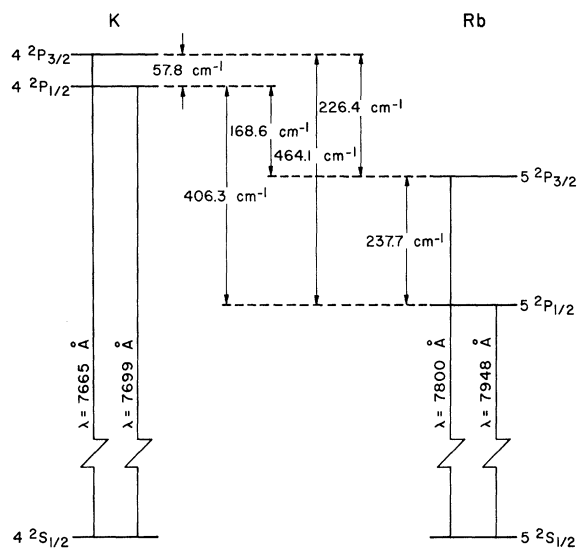 K Rb
4 ²P₃/₂
57.8 cm⁻¹
4 ²P₁/₂
226.4 cm⁻¹
168.6 cm⁻¹
464.1 cm⁻¹
5 ²P₃/₂
406.3 cm⁻¹
237.7 cm⁻¹
5 ²P₁/₂
λ = 7665 Å
λ = 7699 Å
λ = 7800 Å
λ = 7948 Å
4 ²S₁/₂
5 ²S₁/₂